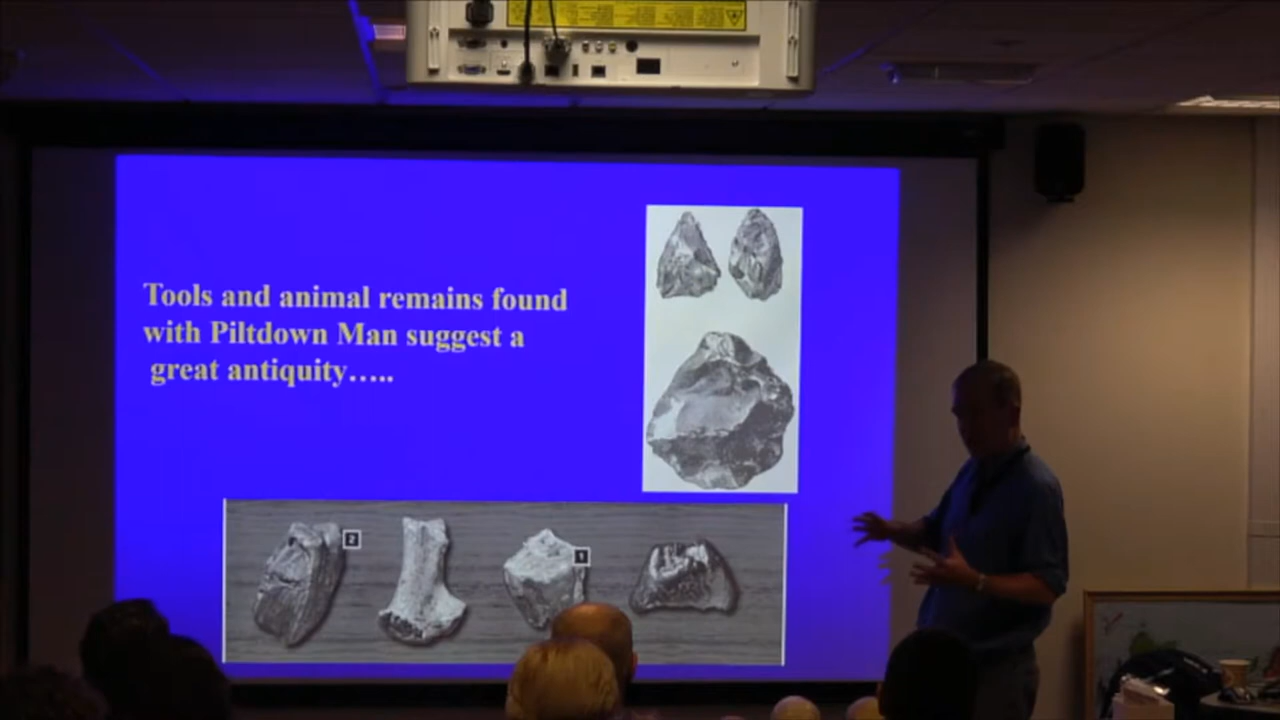 Tools and animal remains found
with Piltdown Man suggest a
great antiquity…..
2
1